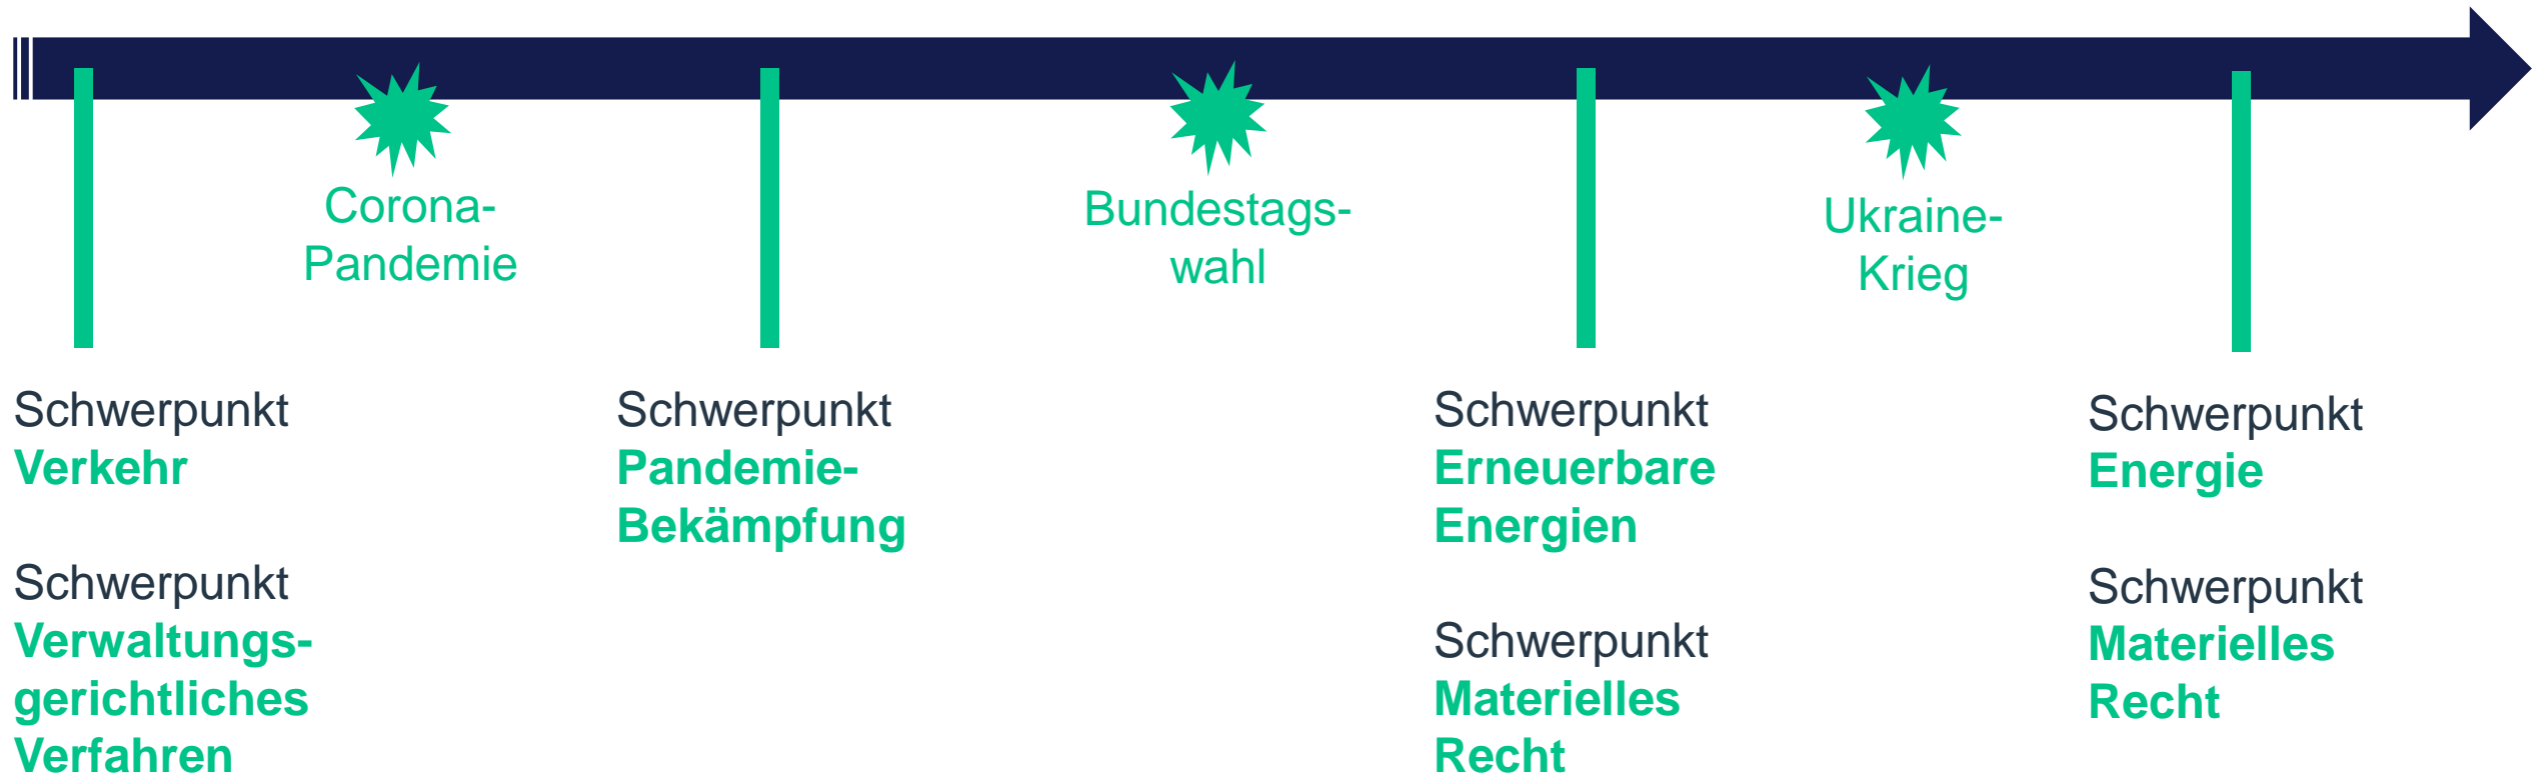 Corona-
Pandemie
Bundestags-
wahl
Ukraine-
Krieg
Schwerpunkt
Verkehr
Schwerpunkt
Verwaltungs-
gerichtliches
Verfahren
Schwerpunkt
Pandemie-
Bekämpfung
Schwerpunkt
Erneuerbare
Energien
Schwerpunkt
Materielles
Recht
Schwerpunkt
Energie
Schwerpunkt
Materielles
Recht